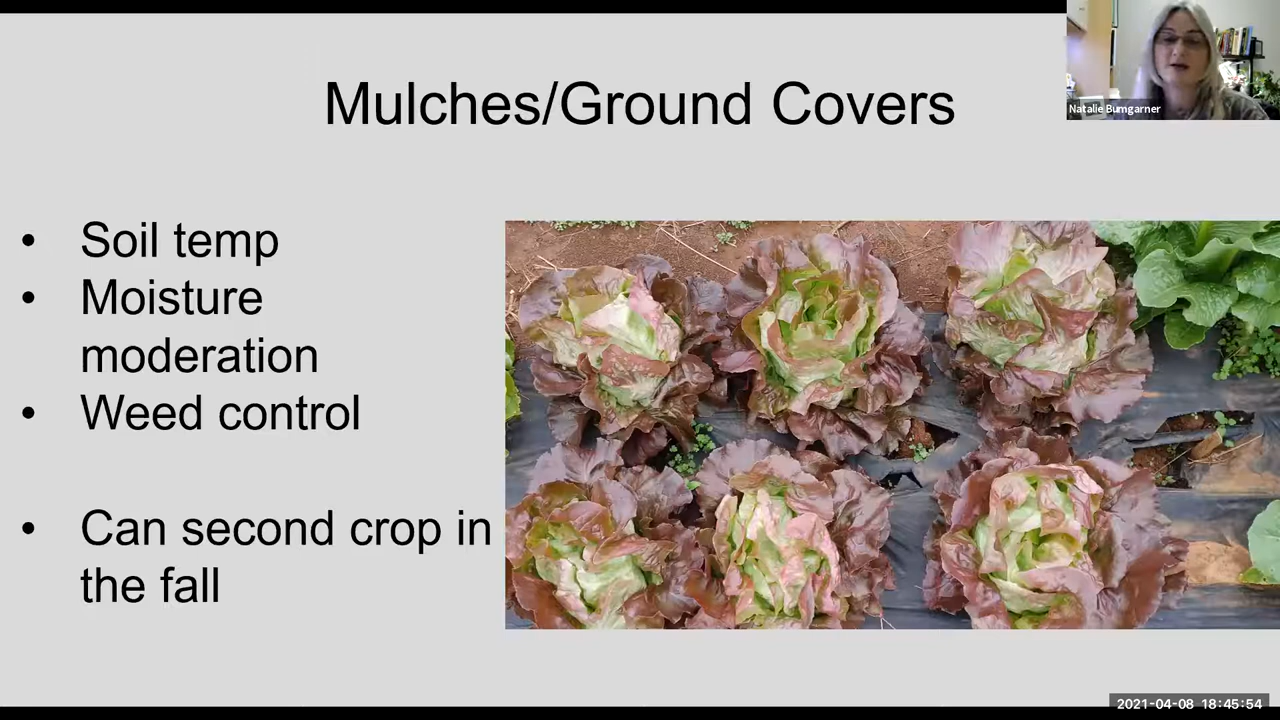 Mulches/Ground Covers
Natalie Bumgarner
• Soil temp
• Moisture
moderation
• Weed control
• Can second crop in
the fall
2021-04-08 18:45:54